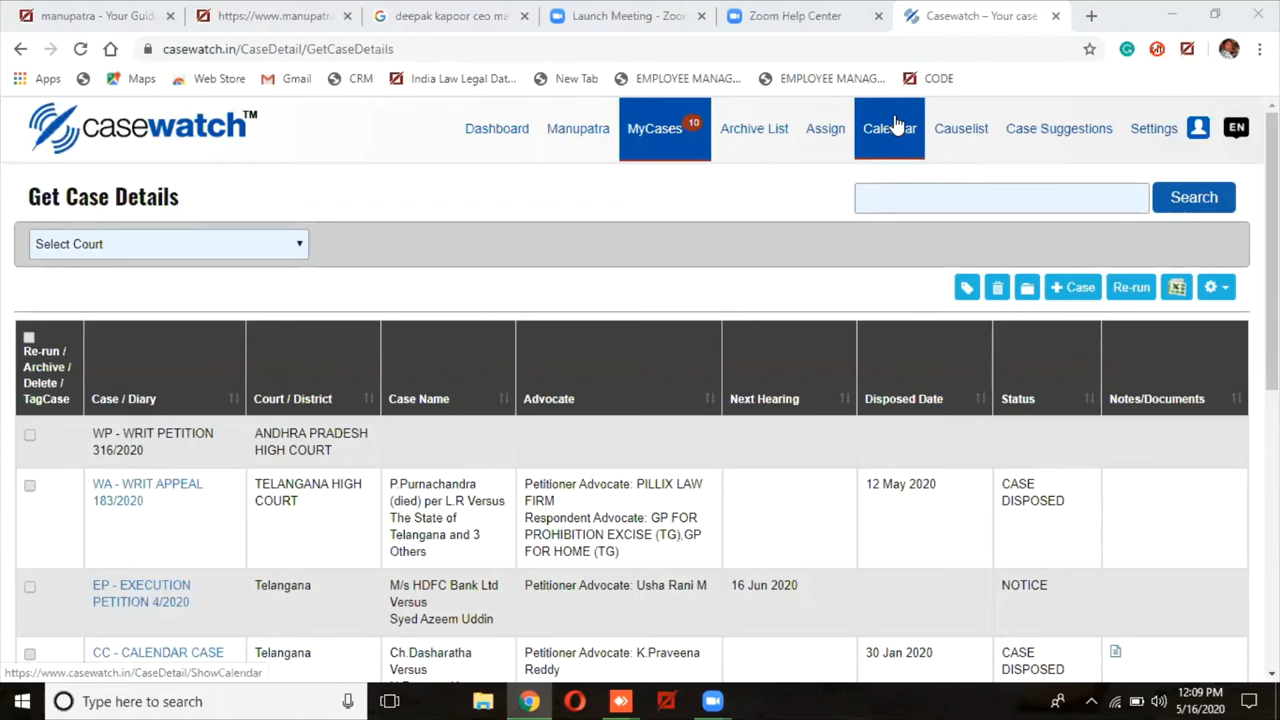 manupatra - Your Guid
https://www.manupatra
deepak kapoor ceo ma
Launch Meeting - Zoo
Zoom Help Center
Casewatch – Your case
casewatch.in/CaseDetail/GetCaseDetails
Apps
Maps
Web Store
Gmail
CRM
India Law Legal Dat...
New Tab
EMPLOYEE MANAG...
EMPLOYEE MANAG...
CODE
casewatch™
Dashboard
Manupatra
MyCases 10
Archive List
Assign
Calendar
Causelist
Case Suggestions
Settings
EN
Get Case Details
Search
Select Court
+ Case
Re-run
Re-run /
Archive /
Delete /
TagCase
Case / Diary
Court / District
Case Name
Advocate
Next Hearing
Disposed Date
Status
Notes/Documents
WP - WRIT PETITION
316/2020
ANDHRA PRADESH
HIGH COURT
WA - WRIT APPEAL
183/2020
TELANGANA HIGH
COURT
P.Purnachandra
(died) per L.R Versus
The State of
Telangana and 3
Others
Petitioner Advocate: PILLIX LAW
FIRM
Respondent Advocate: GP FOR
PROHIBITION EXCISE (TG),GP
FOR HOME (TG)
12 May 2020
CASE
DISPOSED
EP - EXECUTION
PETITION 4/2020
Telangana
M/s HDFC Bank Ltd
Versus
Syed Azeem Uddin
Petitioner Advocate: Usha Rani M
16 Jun 2020
NOTICE
CC - CALENDAR CASE
Telangana
Ch.Dasharatha
Versus
Petitioner Advocate: K.Praveena
Reddy
30 Jan 2020
CASE
DISPOSED
https://www.casewatch.in/CaseDetail/ShowCalendar
Type here to search
12:09 PM
5/16/2020